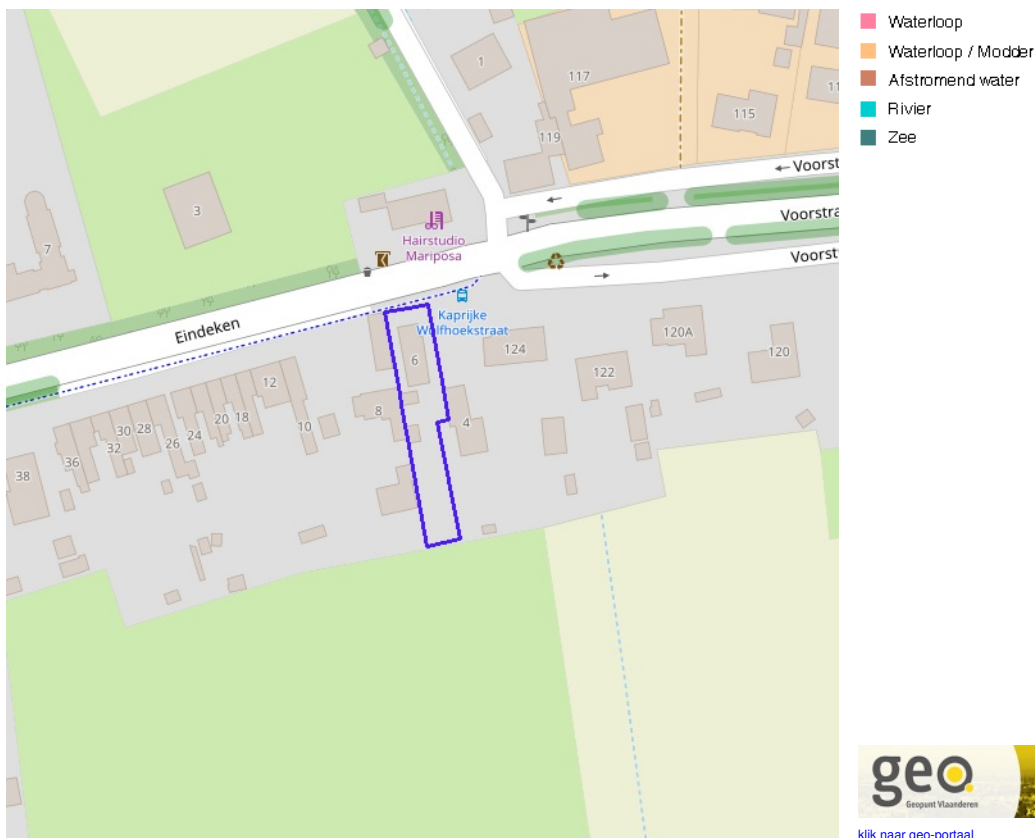 Waterloop
Waterloop / Modder
Afstromend water
Rivier
Zee
1
117
115
11
119
Voorst
3
Voorstra
Hairstudio
Mariposa
7
Voorst
Eindeken
Kaprijke
Wolfhoekstraat
6
124
120A
120
122
12
8
4
20
18
10
30
28
24
26
32
36
38
geo
Geopunt Vlaanderen
klik naar geo-portaal